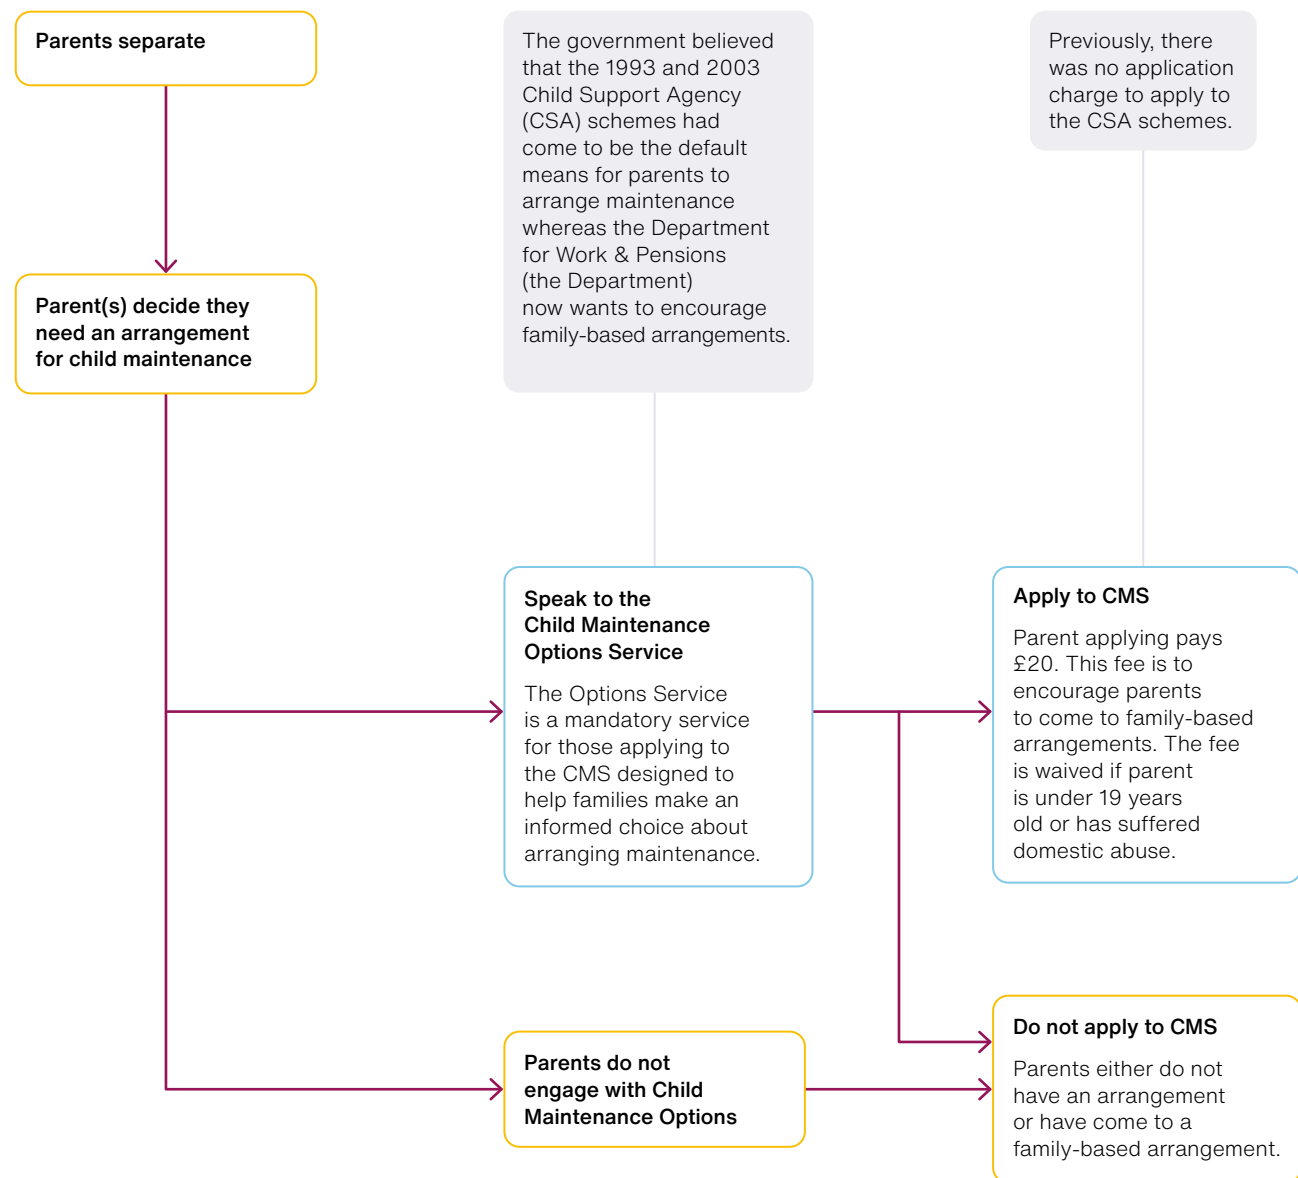 Parents separate
The government believed
that the 1993 and 2003
Child Support Agency
(CSA) schemes had
come to be the default
means for parents to
arrange maintenance
whereas the Department
for Work & Pensions
(the Department)
now wants to encourage
family-based arrangements.
Previously, there
was no application
charge to apply to
the CSA schemes.
Parent(s) decide they
need an arrangement
for child maintenance
Speak to the
Child Maintenance
Options Service
The Options Service
is a mandatory service
for those applying to
the CMS designed to
help families make an
informed choice about
arranging maintenance.
Apply to CMS
Parent applying pays
£20. This fee is to
encourage parents
to come to family-based
arrangements. The fee
is waived if parent
is under 19 years
old or has suffered
domestic abuse.
Parents do not
engage with Child
Maintenance Options
Do not apply to CMS
Parents either do not
have an arrangement
or have come to a
family-based arrangement.